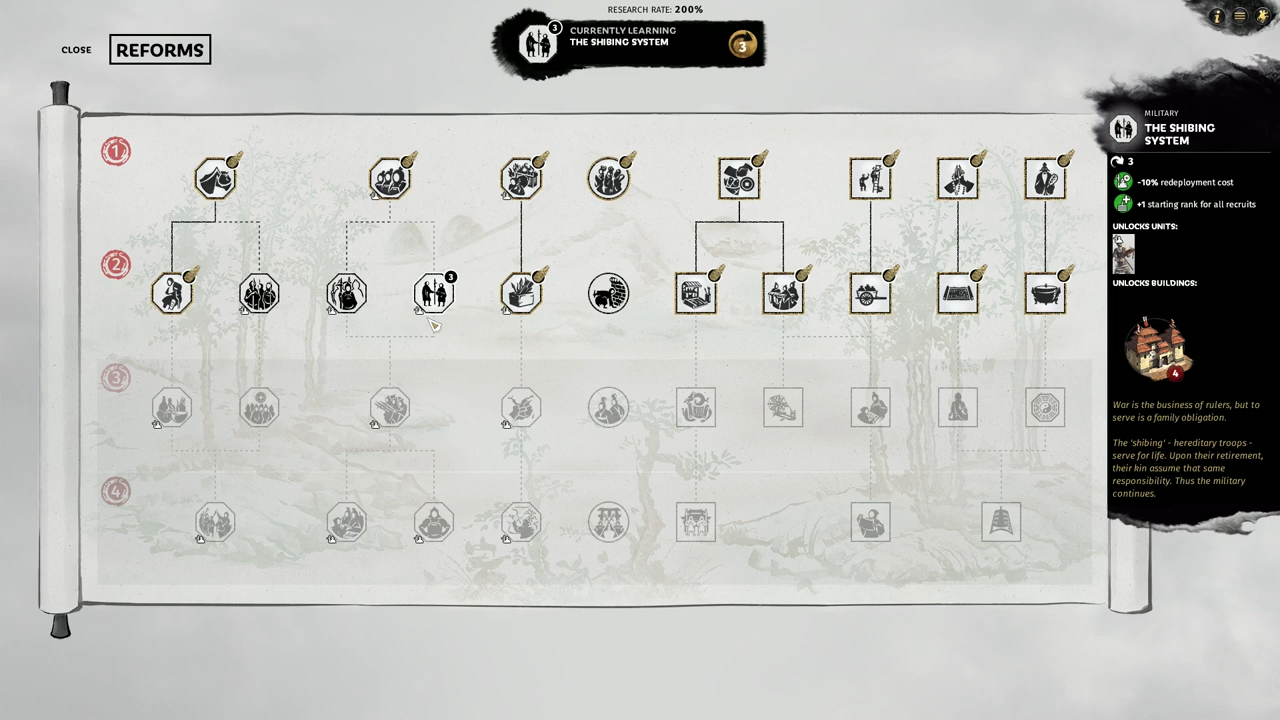 RESEARCH RATE: 200%
CLOSE
REFORMS
3
CURRENTLY LEARNING
THE SHIBING SYSTEM
3
1
2
3
3
4
MILITARY
THE SHIBING
SYSTEM
3
-10% redeployment cost
+1 starting rank for all recruits
UNLOCKS UNITS:
UNLOCKS BUILDINGS:
4
War is the business of rulers, but to
serve is a family obligation.
The 'shibing' - hereditary troops -
serve for life. Upon their retirement,
their kin assume that same
responsibility. Thus the military
continues.